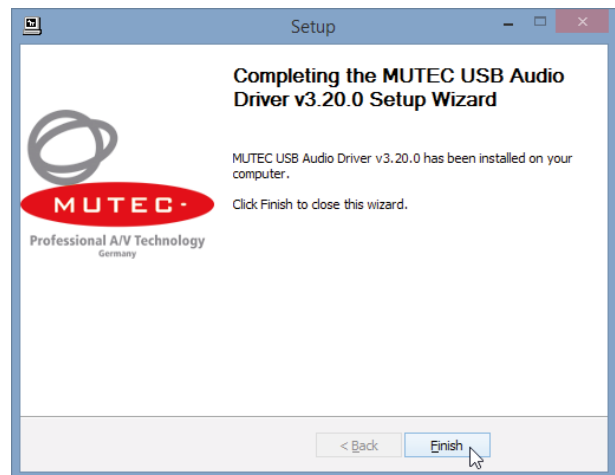 Setup
Completing the MUTEC USB Audio
Driver v3.20.0 Setup Wizard
MUTEC USB Audio Driver v3.20.0 has been installed on your
computer.
Click Finish to close this wizard.
MUTEC
Professional A/V Technology
Germany
< Back
Finish